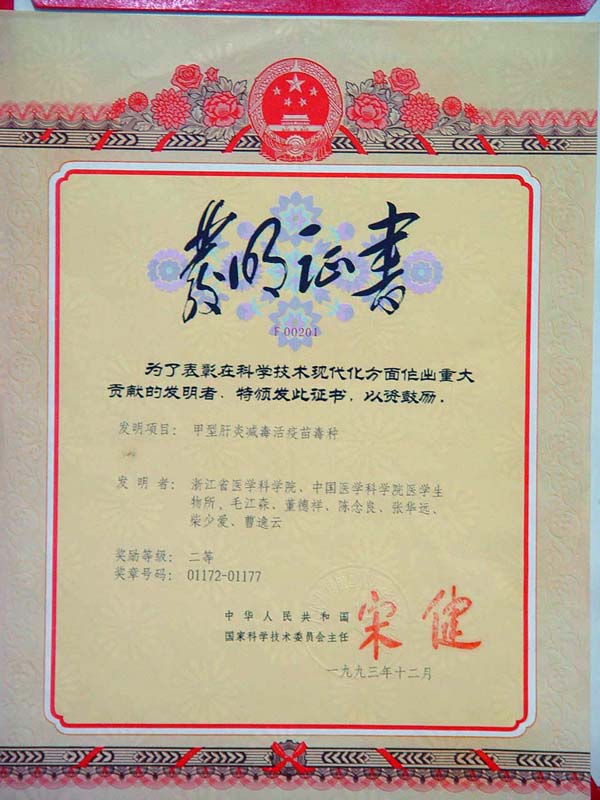 發明证書
F 00201
为了表彰在科学技术现代化方面作出重大
贡献的发明者，特颁发此证书，以资鼓励．
发明项目：甲型肝炎减毒活疫苗毒种
发 明 者：浙江省医学科学院、中国医学科学院医学生
物所，毛江森、董德祥、陈念良、张华远、
柴少爱、曹逸云
奖励等级：二等
奖章号码：01172-01177
中华人民共和国
国家科学技术委员会主任
宋健
一九九三年十二月